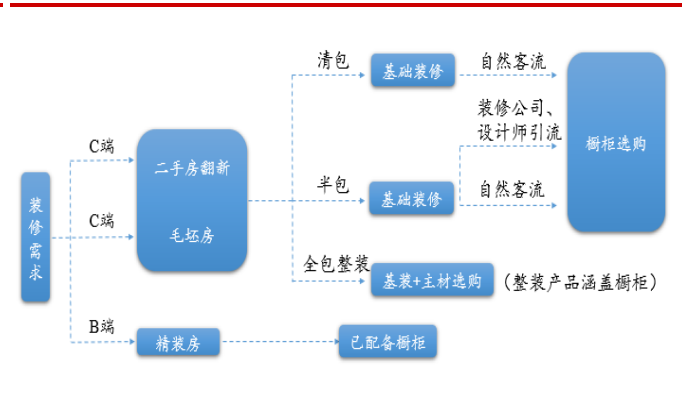 清包
基础装修
自然客流
装修公司、
设计师引流
橱柜选购
C端
二手房翻新
装修需求
C端
毛坯房
半包
基础装修
自然客流
全包整装
基装+主材选购
（整装产品涵盖橱柜）
B端
精装房
已配备橱柜